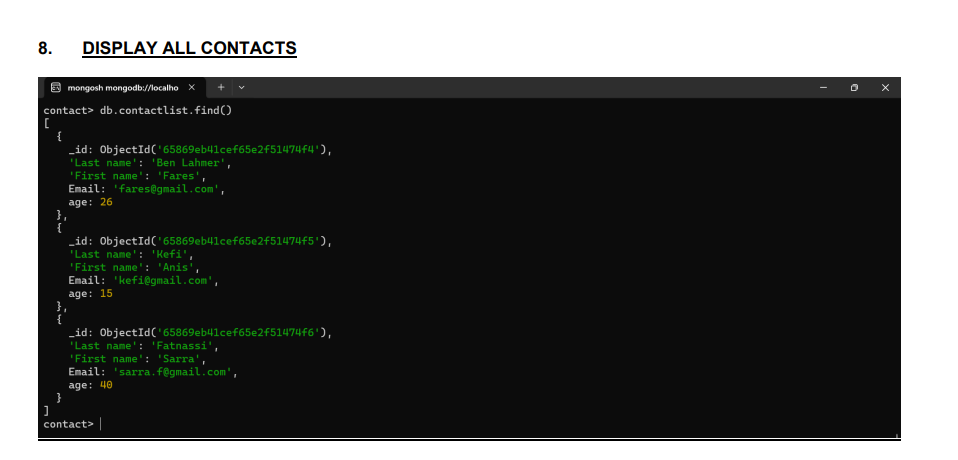 8. DISPLAY ALL CONTACTS
mongosh mongodb://localho
contact> db.contactlist.find()
[
  {
    _id: ObjectId('65869eb41cef65e2f51474f4'),
    'Last name': 'Ben Lahmer',
    'First name': 'Fares',
    Email: 'fares@gmail.com',
    age: 26
  },
  {
    _id: ObjectId('65869eb41cef65e2f51474f5'),
    'Last name': 'Kefi',
    'First name': 'Anis',
    Email: 'kefi@gmail.com',
    age: 15
  },
  {
    _id: ObjectId('65869eb41cef65e2f51474f6'),
    'Last name': 'Fatnassi',
    'First name': 'Sarra',
    Email: 'sarra.f@gmail.com',
    age: 40
  }
]
contact>